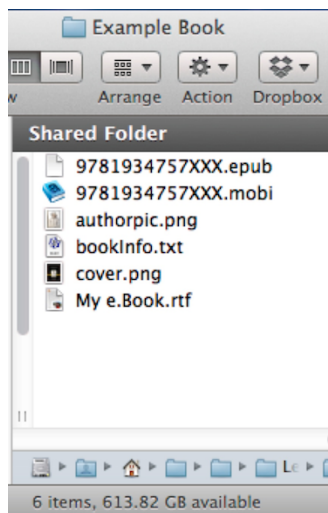 Example Book
w
Arrange
Action
Dropbox
Shared Folder
9781934757XXX.epub
9781934757XXX.mobi
authorpic.png
bookInfo.txt
cover.png
My e.Book.rtf
Le
6 items, 613.82 GB available